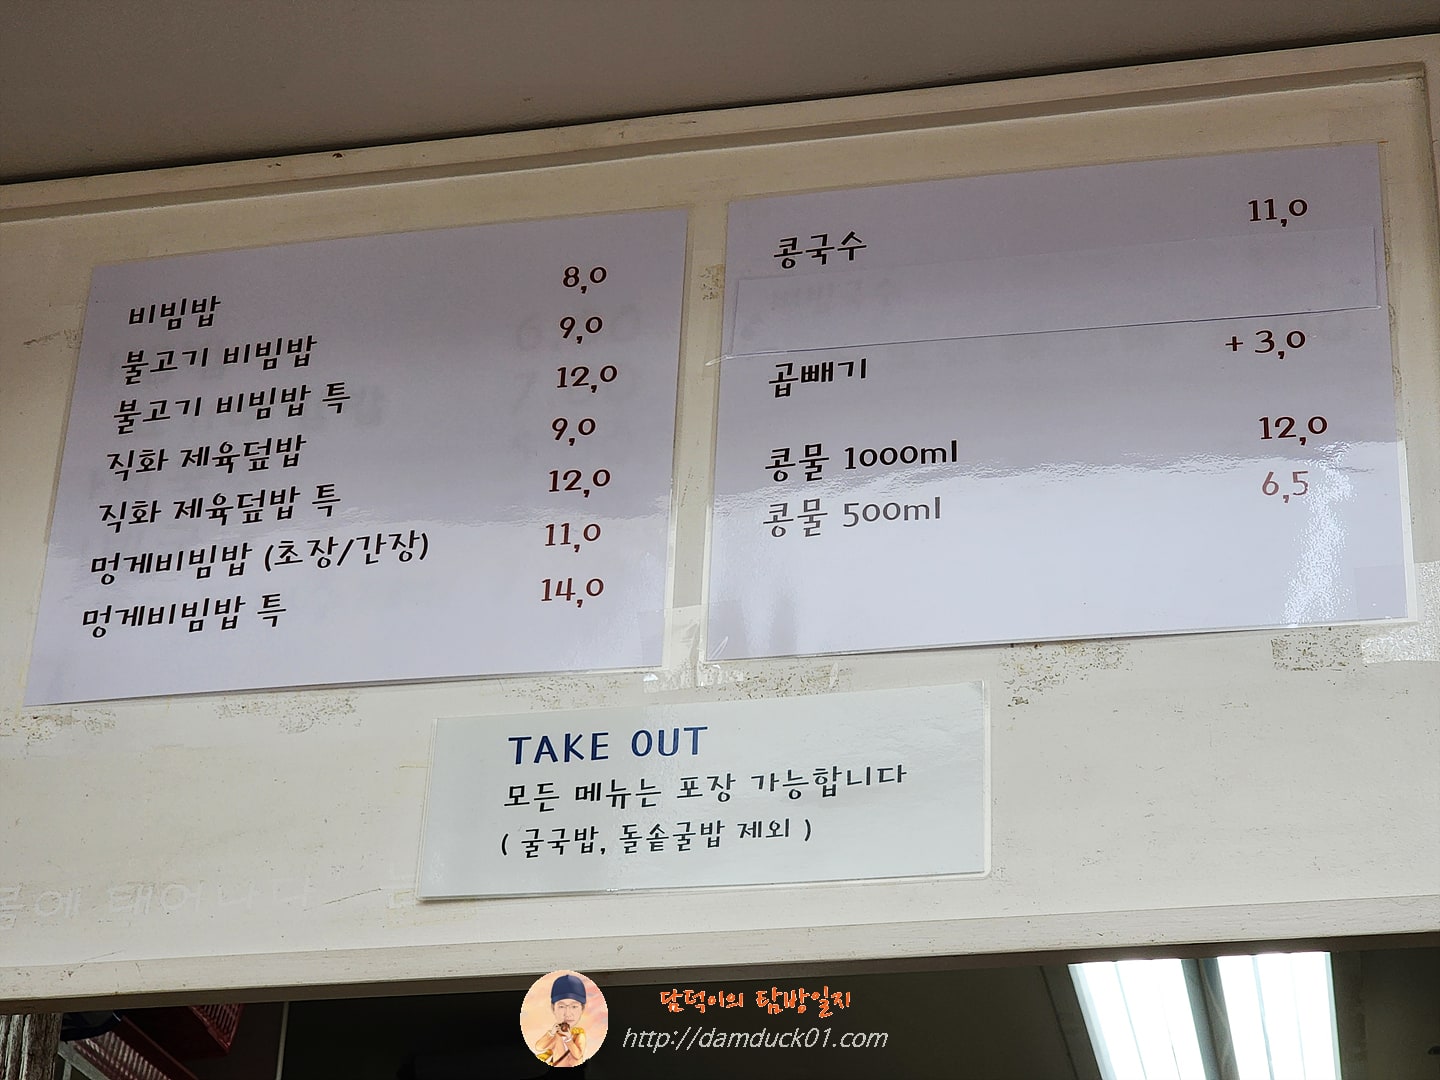 비빔밥 8,0
불고기 비빔밥 9,0
불고기 비빔밥 특 12,0
직화 제육덮밥 9,0
직화 제육덮밥 특 12,0
멍게비빔밥 (초장/간장) 11,0
멍게비빔밥 특 14,0
콩국수 11,0
곱빼기 + 3,0
콩물 1000ml 12,0
콩물 500ml 6,5
TAKE OUT
모든 메뉴는 포장 가능합니다
( 굴국밥, 돌솥굴밥 제외 )
담덕이의 탐방일지
http://damduck01.com